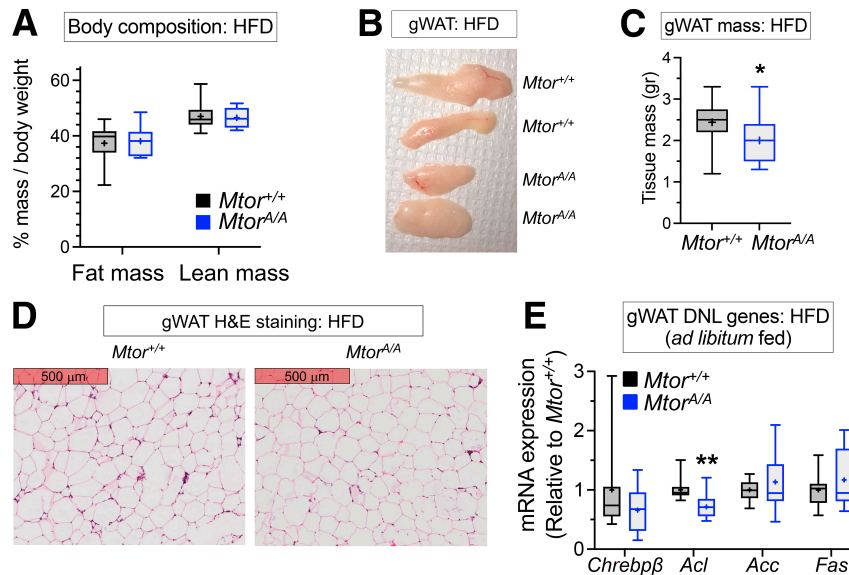 A
Body composition: HFD
% mass / body weight
60
40
20
0
Mtor+/+
MtorA/A
Fat mass
Lean mass
B
gWAT: HFD
Mtor+/+
Mtor+/+
MtorA/A
MtorA/A
C
gWAT mass: HFD
Tissue mass (gr)
4
3
2
1
0
*
Mtor+/+ MtorA/A
D
gWAT H&E staining: HFD
Mtor+/+
MtorA/A
500 μm
500 μm
E
gWAT DNL genes: HFD
(ad libitum fed)
mRNA expression
(Relative to Mtor+/+)
3
2
1
0
Mtor+/+
MtorA/A
**
Chrebpβ Acl Acc Fas